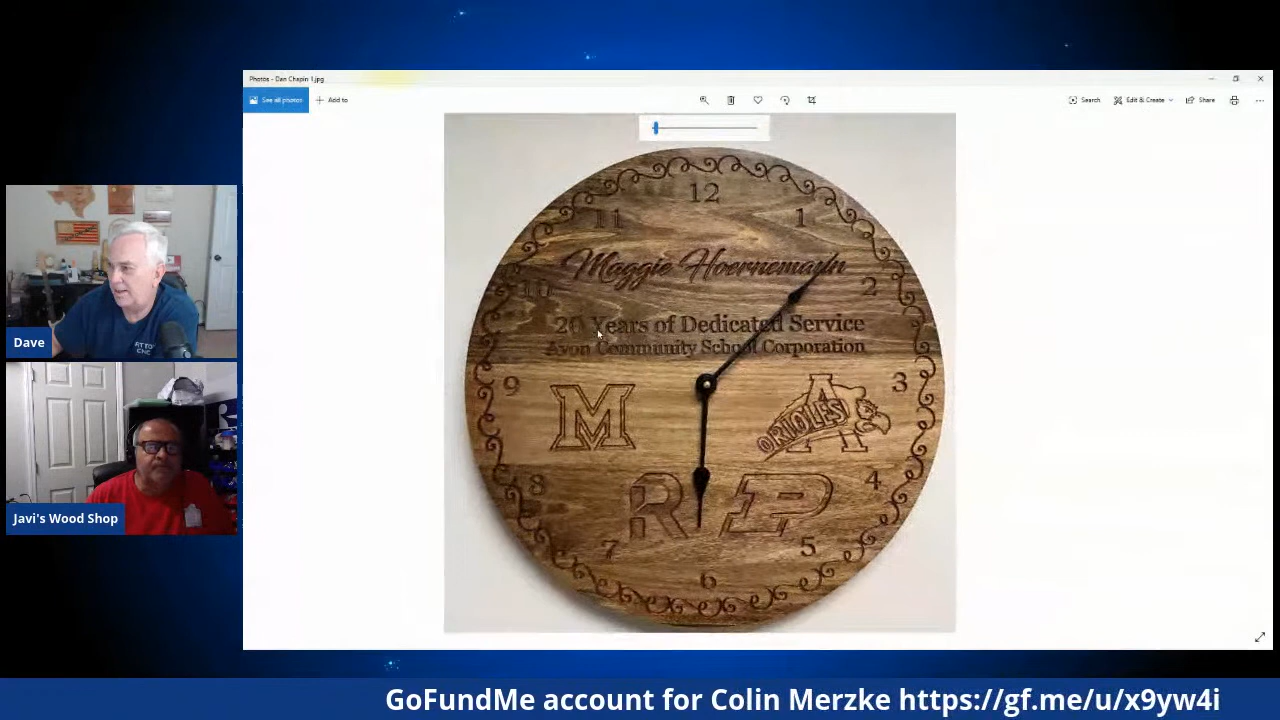 Photos - Dan Chapin 1.jpg
See all photos
Add to
Search
Edit & Create
Share
12
11
1
Maggie Hoernemann
10
2
20 Years of Dedicated Service
Avon Community School Corporation
9
3
M
A
ORIOLES
8
4
R
P
7
5
6
Dave
Javi's Wood Shop
GoFundMe account for Colin Merzke https://gf.me/u/x9yw4i